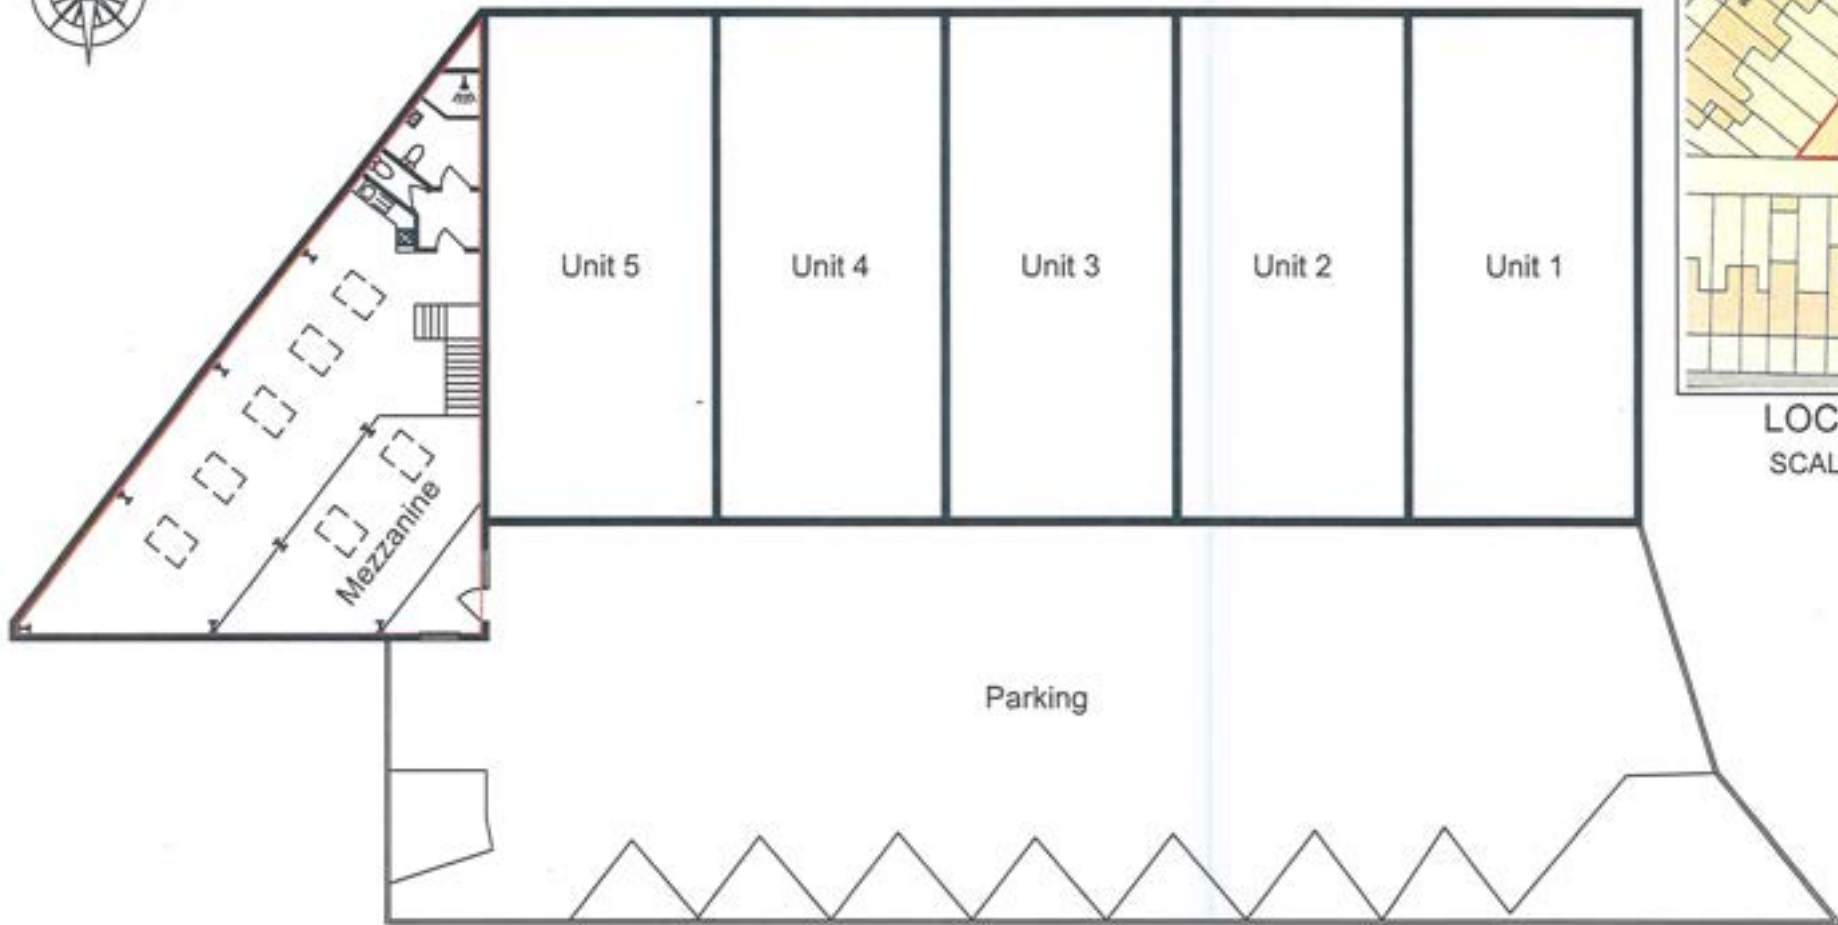 Unit 5
Unit 4
Unit 3
Unit 2
Unit 1
LOC
SCAL
Mezzanine
Parking